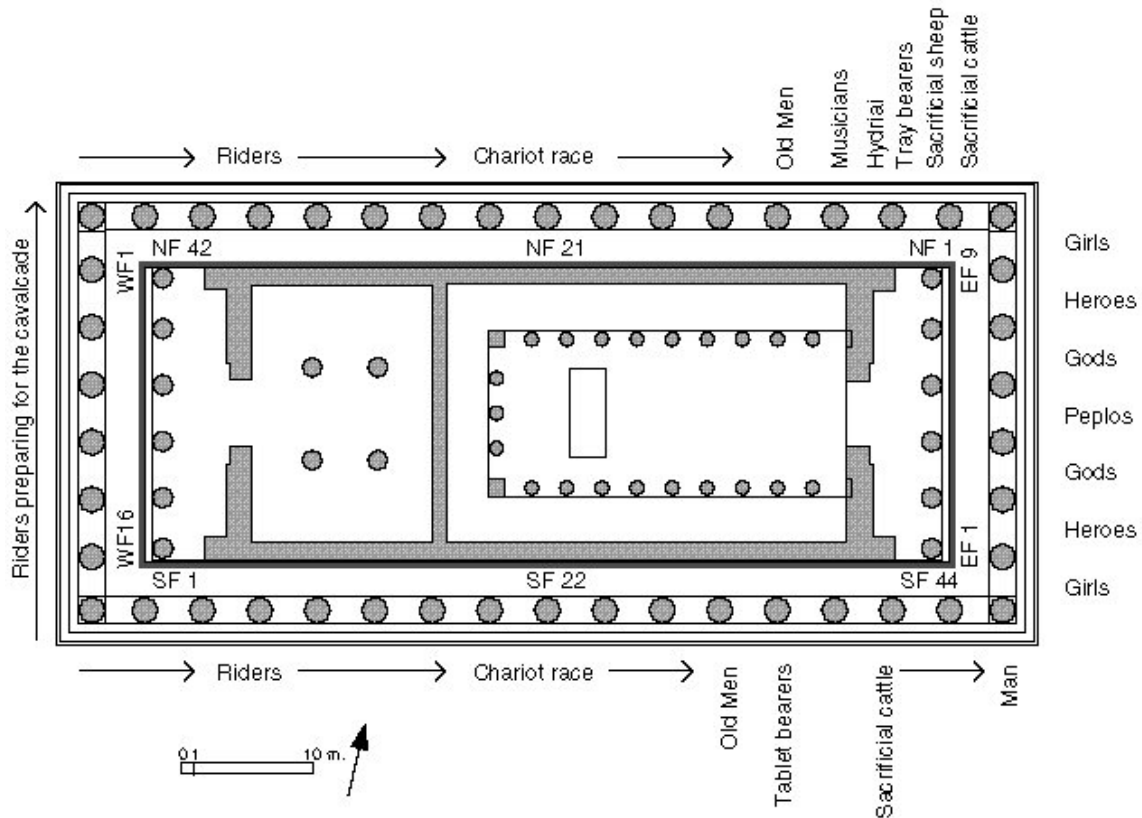 Old Men
Musicians
Hydriai
Tray bearers
Sacrificial sheep
Sacrificial cattle
Riders
Chariot race
Riders preparing for the cavalcade
NF 42
NF 21
NF 1
WF1
EF 9
Girls
Heroes
Gods
Peplos
Gods
Heroes
Girls
WF16
EF 1
SF 1
SF 22
SF 44
Riders
Chariot race
Old Men
Tablet bearers
Sacrificial cattle
Man
0 1 10 m.